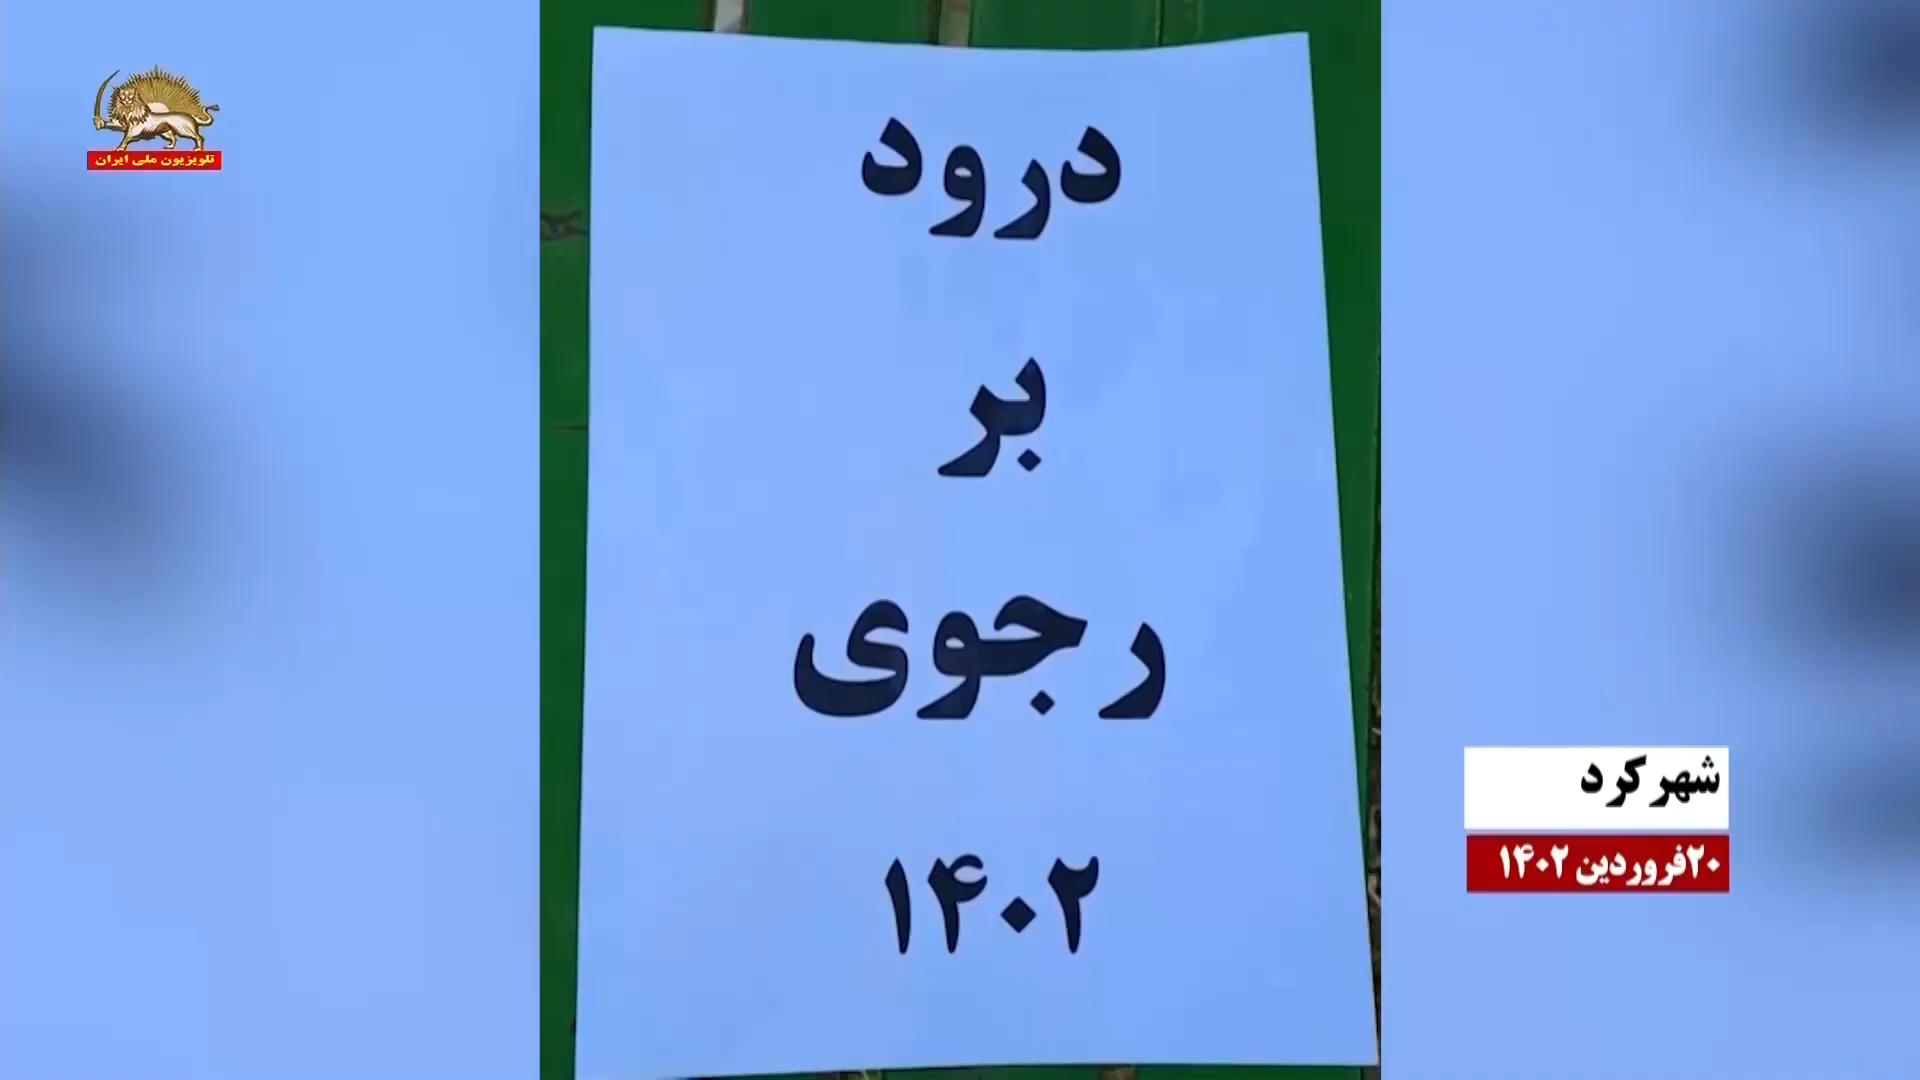 تلویزیون ملی ایران
درود
بر
رجوی
۱۴۰۲
شهرکرد
۲۰فروردین ۱۴۰۲